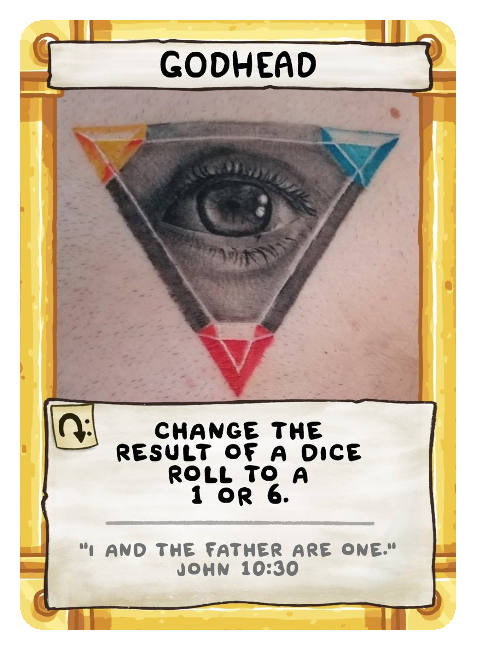 GODHEAD
CHANGE THE
RESULT OF A DICE
ROLL TO A
1 OR 6.
"I AND THE FATHER ARE ONE."
JOHN 10:30